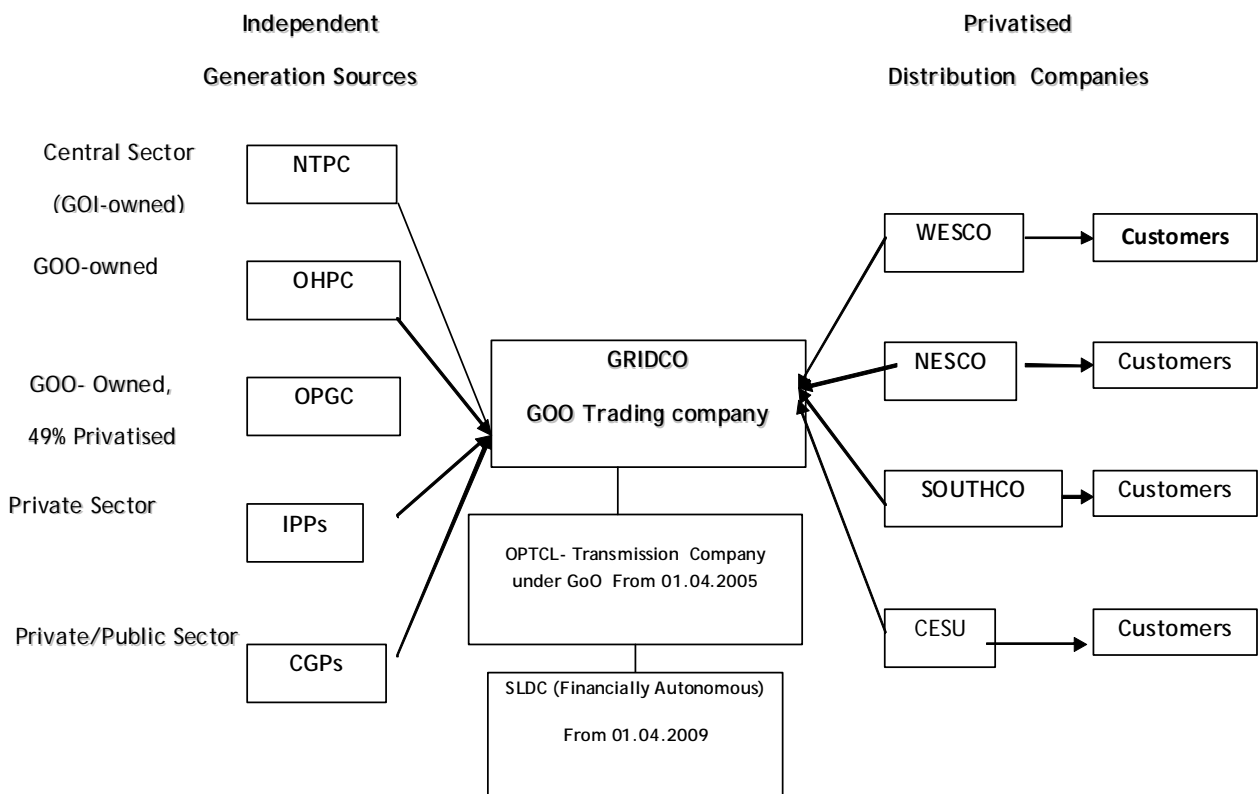 Independent
Generation Sources
Privatised
Distribution Companies
Central Sector
(GOI-owned)
NTPC
GOO-owned
OHPC
GOO- Owned,
49% Privatised
OPGC
Private Sector
IPPs
Private/Public Sector
CGPs
GRIDCO
GOO Trading company
OPTCL- Transmission Company
under GoO From 01.04.2005
SLDC (Financially Autonomous)
From 01.04.2009
WESCO
Customers
NESCO
Customers
SOUTHCO
Customers
CESU
Customers